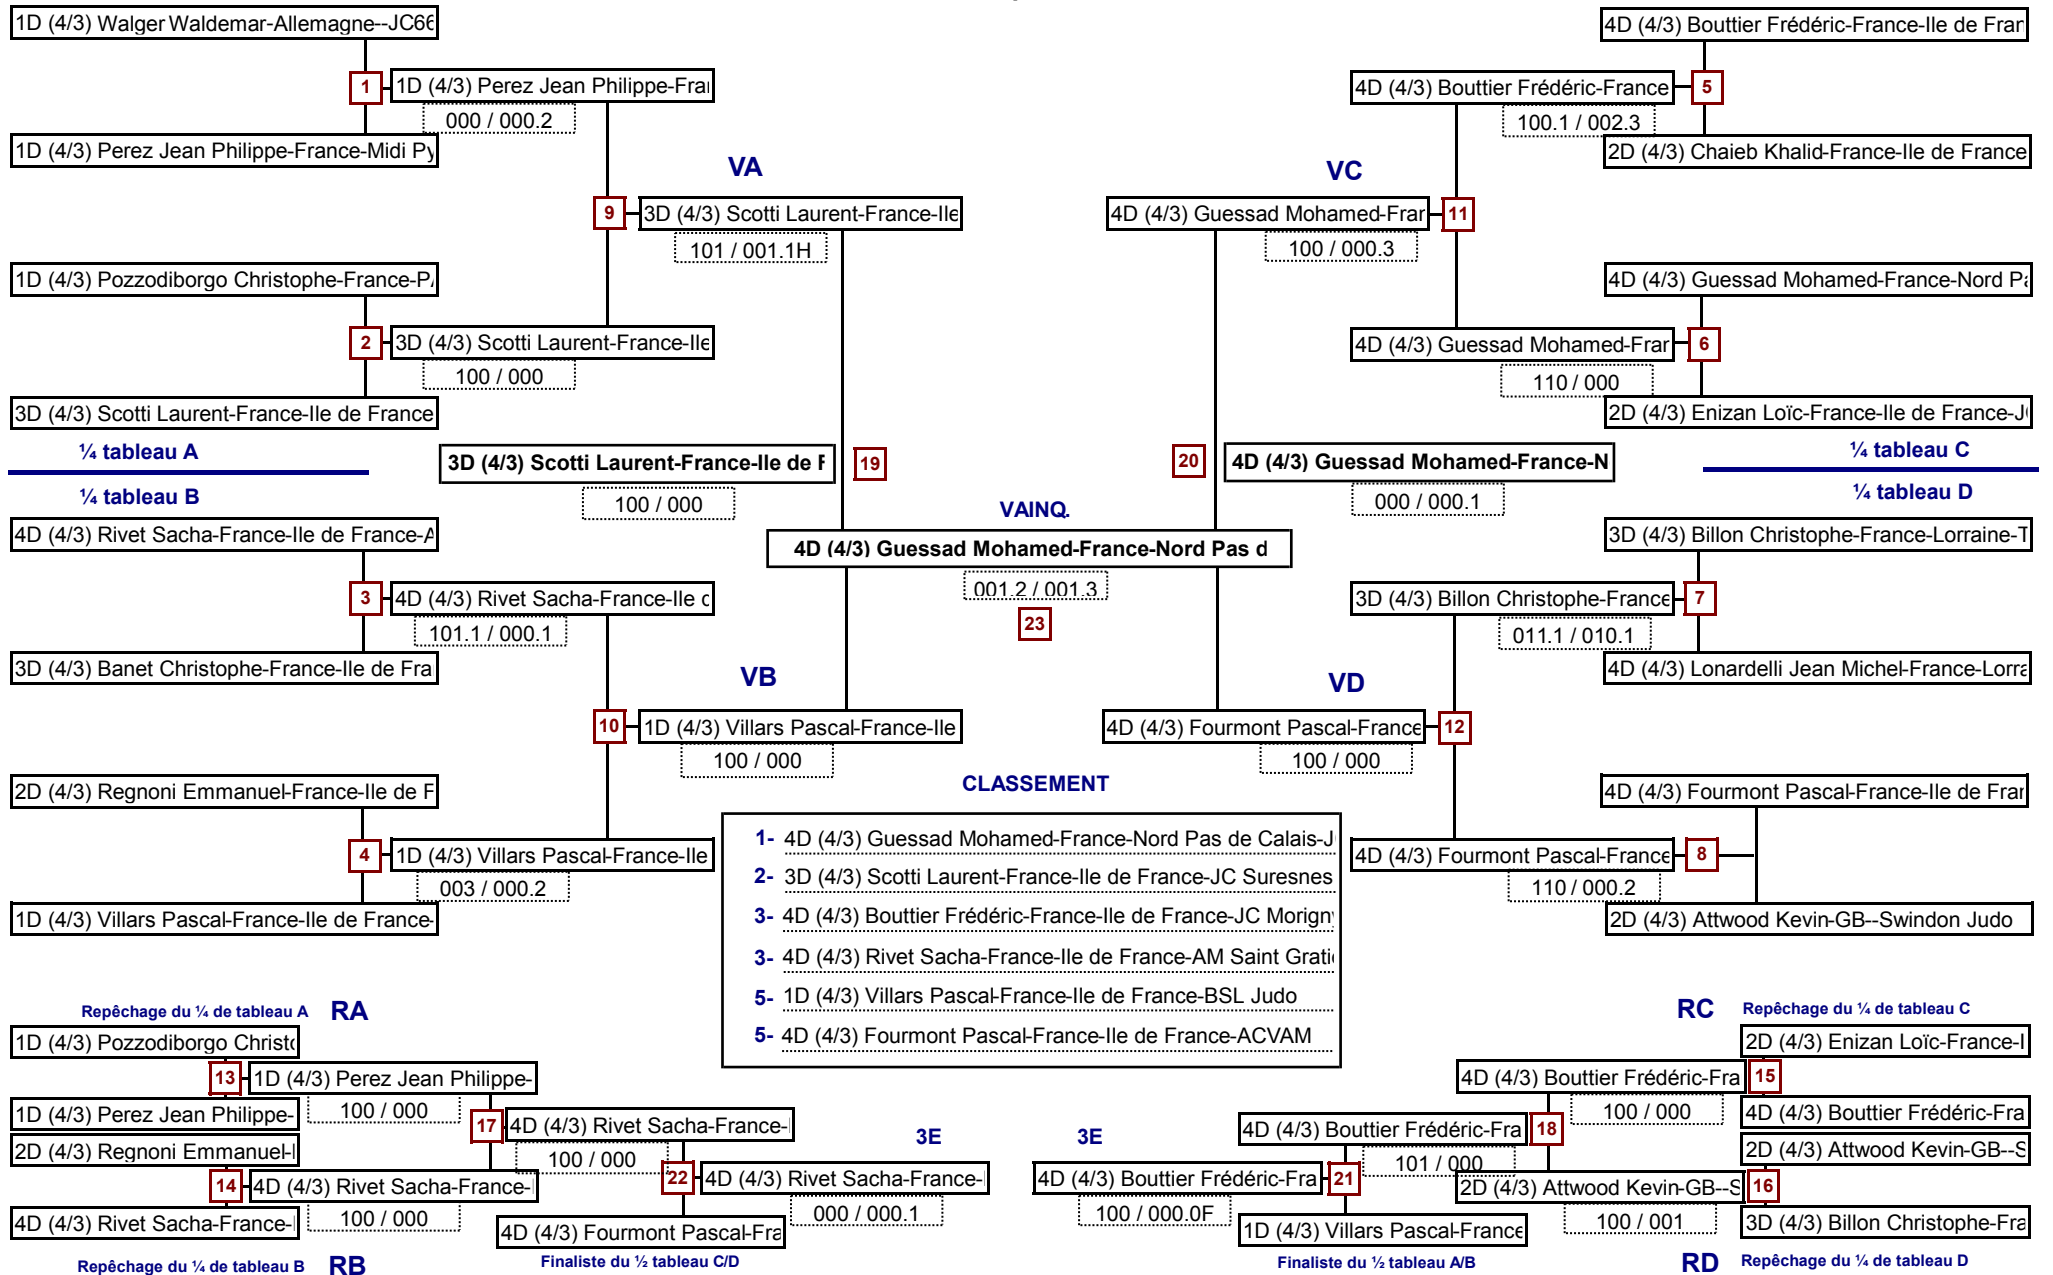 1D (4/3) Walger Waldemar-Allemagne--JC66
4D (4/3) Bouttier Frédéric-France-Ile de Fran
1
1D (4/3) Perez Jean Philippe-Fra
4D (4/3) Bouttier Frédéric-France
5
000 / 000.2
100.1 / 002.3
1D (4/3) Perez Jean Philippe-France-Midi Py
2D (4/3) Chaieb Khalid-France-Ile de France
VA
VC
9
3D (4/3) Scotti Laurent-France-Ile
4D (4/3) Guessad Mohamed-Fran
11
101 / 001.1H
100 / 000.3
1D (4/3) Pozzodiborgo Christophe-France-PA
4D (4/3) Guessad Mohamed-France-Nord Pa
2
3D (4/3) Scotti Laurent-France-Ile
4D (4/3) Guessad Mohamed-Fran
6
100 / 000
110 / 000
3D (4/3) Scotti Laurent-France-Ile de France
2D (4/3) Enizan Loïc-France-Ile de France-J
¼ tableau A
3D (4/3) Scotti Laurent-France-Ile de F
19
20
4D (4/3) Guessad Mohamed-France-N
¼ tableau C
¼ tableau B
100 / 000
000 / 000.1
¼ tableau D
VAINQ.
4D (4/3) Rivet Sacha-France-Ile de France-A
4D (4/3) Guessad Mohamed-France-Nord Pas d
3D (4/3) Billon Christophe-France-Lorraine-T
3
4D (4/3) Rivet Sacha-France-Ile d
001.2 / 001.3
3D (4/3) Billon Christophe-France
7
101.1 / 000.1
23
011.1 / 010.1
3D (4/3) Banet Christophe-France-Ile de Fra
4D (4/3) Lonardelli Jean Michel-France-Lorra
VB
VD
10
1D (4/3) Villars Pascal-France-Ile
4D (4/3) Fourmont Pascal-France
12
100 / 000
100 / 000
CLASSEMENT
2D (4/3) Regnoni Emmanuel-France-Ile de F
4D (4/3) Fourmont Pascal-France-Ile de Fran
4
1D (4/3) Villars Pascal-France-Ile
4D (4/3) Fourmont Pascal-France
8
003 / 000.2
110 / 000.2
1D (4/3) Villars Pascal-France-Ile de France-
2D (4/3) Attwood Kevin-GB--Swindon Judo
1- 4D (4/3) Guessad Mohamed-France-Nord Pas de Calais-J
2- 3D (4/3) Scotti Laurent-France-Ile de France-JC Suresnes
3- 4D (4/3) Bouttier Frédéric-France-Ile de France-JC Morigny
3- 4D (4/3) Rivet Sacha-France-Ile de France-AM Saint Grati
5- 1D (4/3) Villars Pascal-France-Ile de France-BSL Judo
5- 4D (4/3) Fourmont Pascal-France-Ile de France-ACVAM
Repêchage du ¼ de tableau A RA
RC Repêchage du ¼ de tableau C
1D (4/3) Pozzodiborgo Christo
2D (4/3) Enizan Loïc-France-I
13
1D (4/3) Perez Jean Philippe-
4D (4/3) Bouttier Frédéric-Fra
15
100 / 000
100 / 000
1D (4/3) Perez Jean Philippe-
4D (4/3) Bouttier Frédéric-Fra
17
4D (4/3) Rivet Sacha-France-
3E
3E
4D (4/3) Bouttier Frédéric-Fra
18
2D (4/3) Regnoni Emmanuel-
2D (4/3) Attwood Kevin-GB--S
100 / 000
101 / 000
14
4D (4/3) Rivet Sacha-France-
22
4D (4/3) Rivet Sacha-France-
4D (4/3) Bouttier Frédéric-Fra
21
2D (4/3) Attwood Kevin-GB--S
16
100 / 000
000 / 000.1
100 / 000.0F
100 / 001
4D (4/3) Rivet Sacha-France-
4D (4/3) Fourmont Pascal-Fra
1D (4/3) Villars Pascal-France
3D (4/3) Billon Christophe-Fra
Repêchage du ¼ de tableau B RB
Finaliste du ½ tableau C/D
Finaliste du ½ tableau A/B
RD Repêchage du ¼ de tableau D